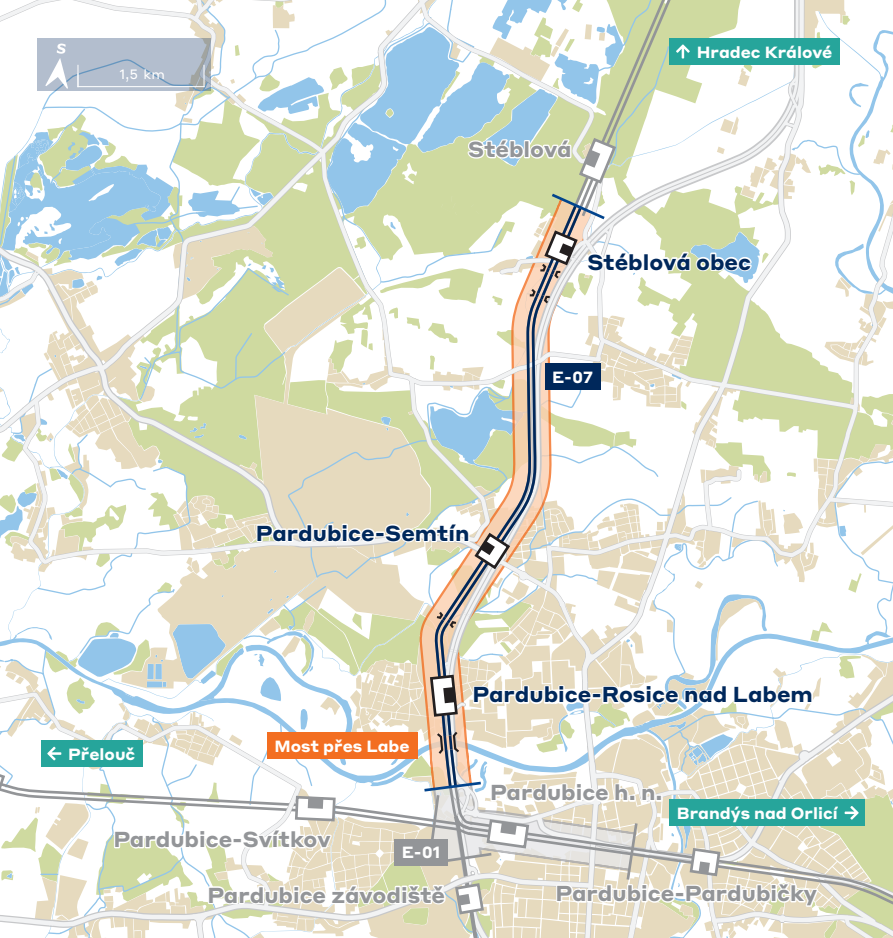 S
1,5 km
↑ Hradec Králové
Stéblová
Stéblová obec
E-07
Pardubice-Semtín
Pardubice-Rosice nad Labem
Most přes Labe
← Přelouč
Pardubice h. n.
Brandýs nad Orlicí →
Pardubice-Svítkov
E-01
Pardubice závodiště
Pardubice-Pardubičky